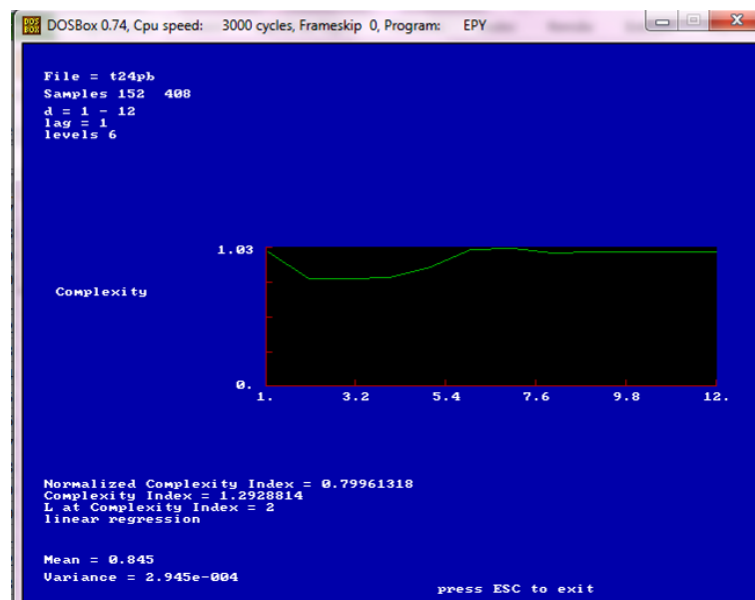 DOSBox 0.74, Cpu speed: 3000 cycles, Frameskip 0, Program: EPY
File = t24pb
Samples 152 408
d = 1 - 12
lag = 1
levels 6
1.03
Complexity
0.
1. 3.2 5.4 7.6 9.8 12.
Normalized Complexity Index = 0.79961318
Complexity Index = 1.2928814
L at Complexity Index = 2
linear regression
Mean = 0.845
Variance = 2.945e-004
press ESC to exit